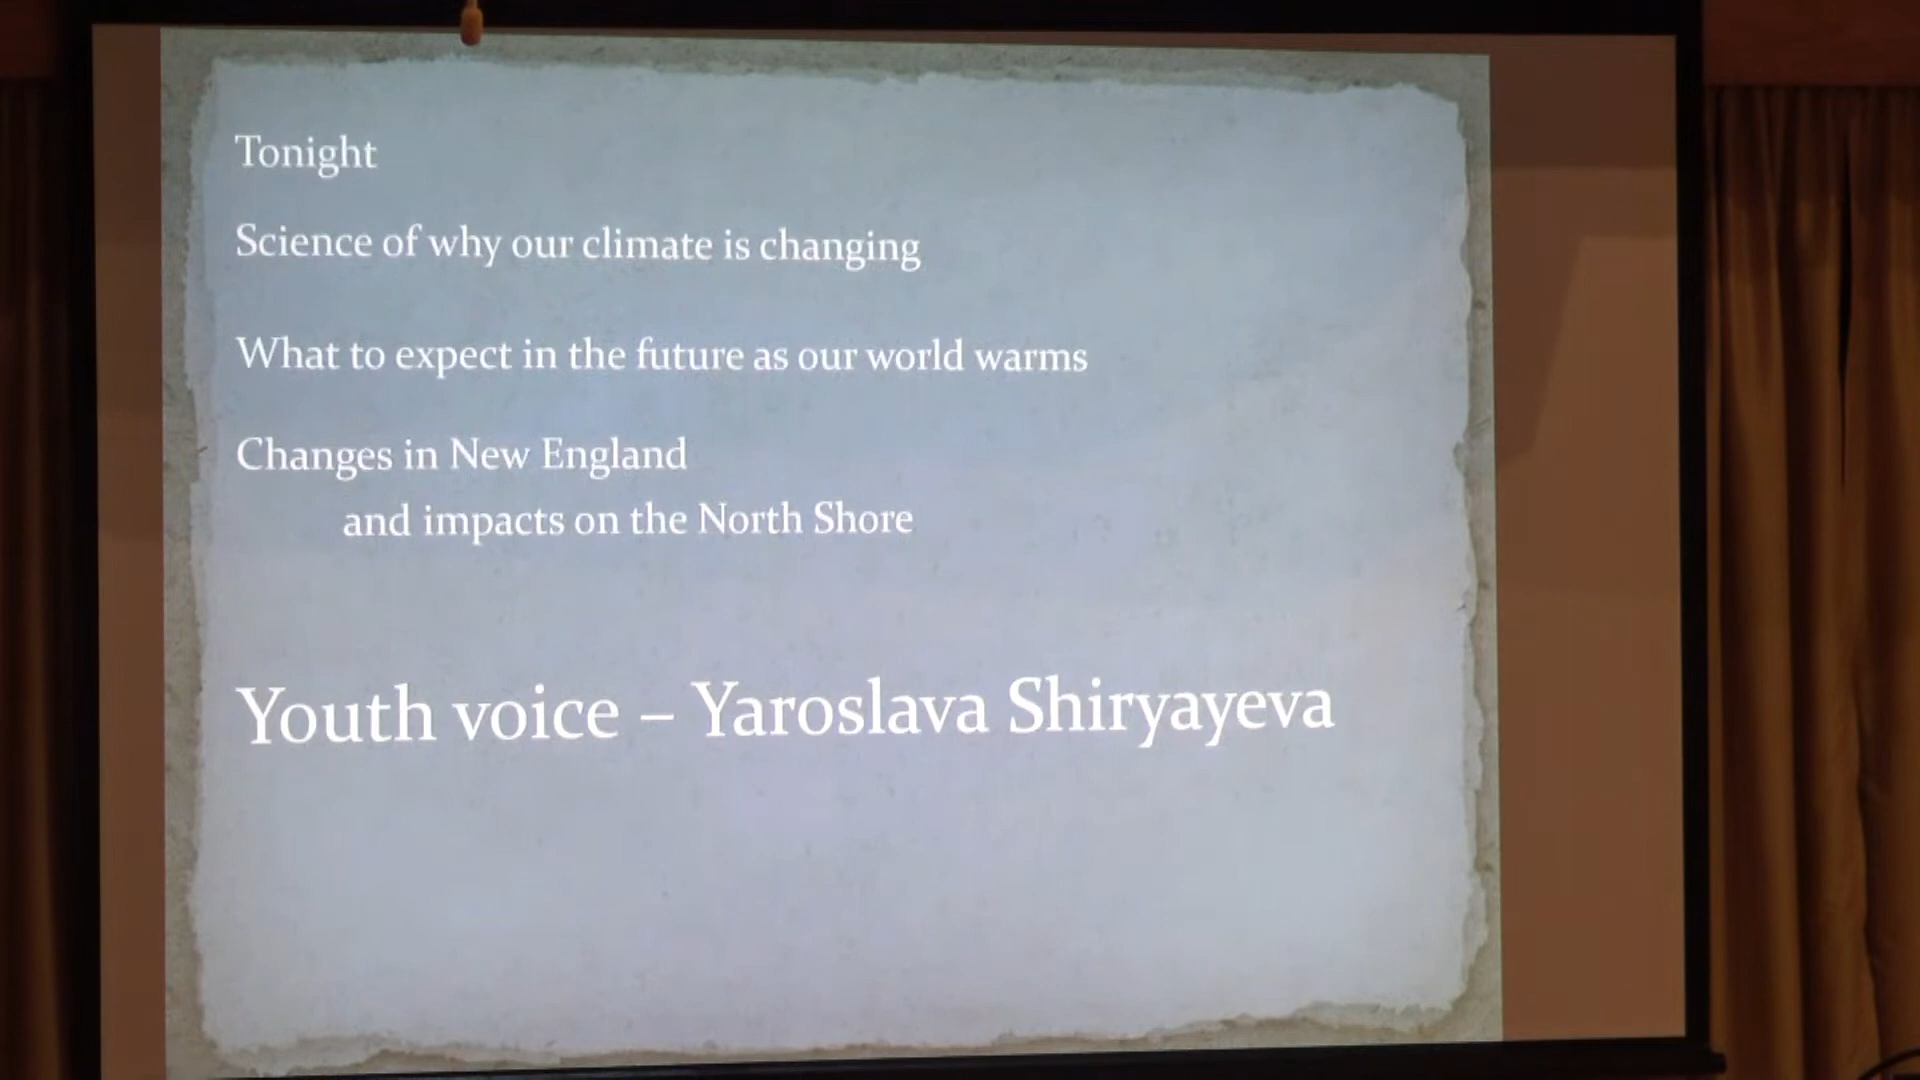 Tonight
Science of why our climate is changing
What to expect in the future as our world warms
Changes in New England
and impacts on the North Shore
Youth voice – Yaroslava Shiryayeva